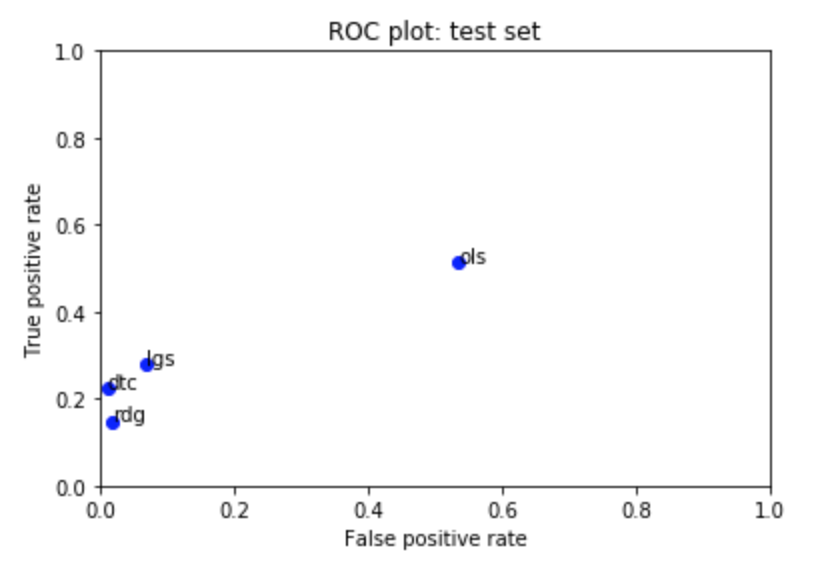 ROC plot: test set
1.0
0.8
0.6
0.4
0.2
0.0
True positive rate
ols
lgs
dtc
rdg
0.0 0.2 0.4 0.6 0.8 1.0
False positive rate